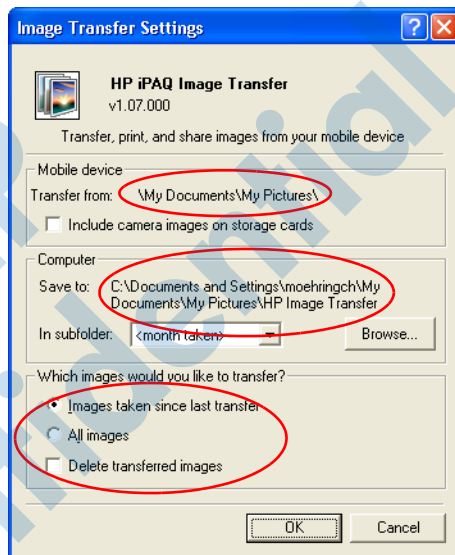 Image Transfer Settings
HP iPAQ Image Transfer
v1.07.000
Transfer, print, and share images from your mobile device
Mobile device
Transfer from: \My Documents\My Pictures\
Include camera images on storage cards
Computer
Save to: C:\Documents and Settings\moehringch\My
Documents\My Pictures\HP Image Transfer
In subfolder: <month taken> Browse...
Which images would you like to transfer?
Images taken since last transfer
All images
Delete transferred images
OK Cancel